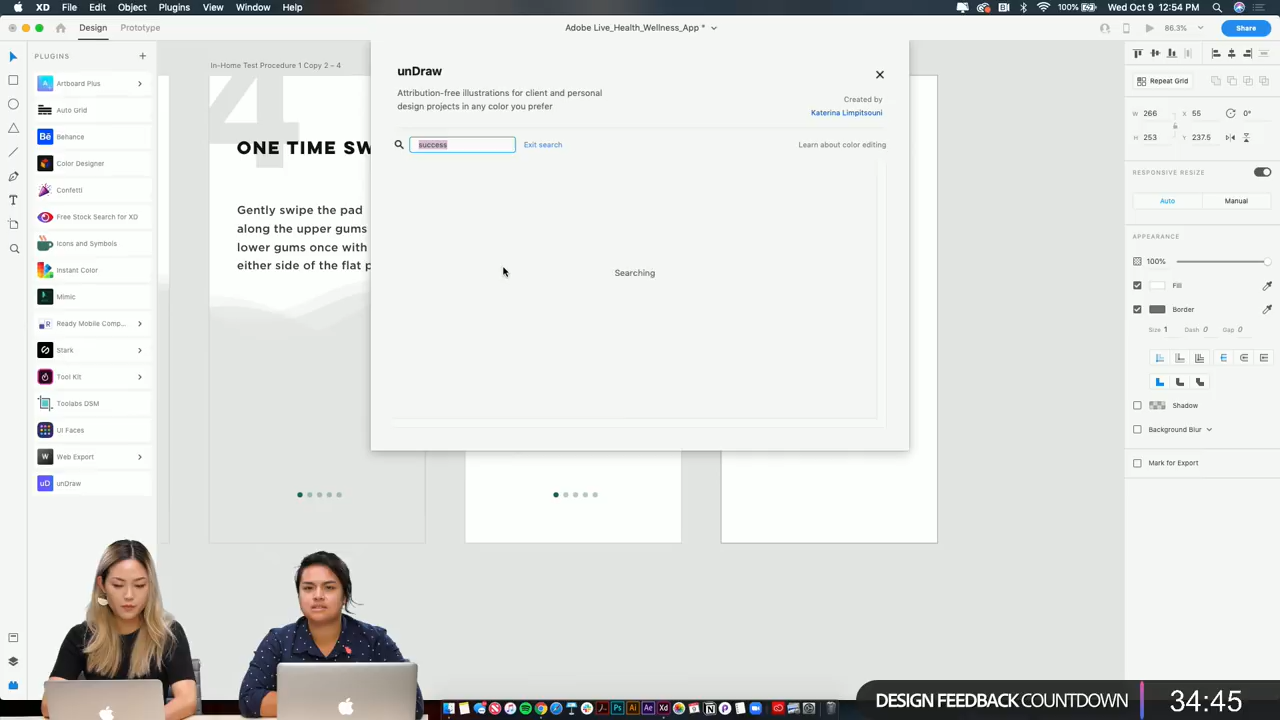 XD File Edit Object Plugins View Window Help
100% Wed Oct 9 12:14:54 PM
Design Prototype
Adobe Live_Health_Wellness_App *
86.3%
Share
PLUGINS
Artboard Plus
Auto Grid
Behance
Color Designer
Confetti
Free Stock Search for XD
Icons and Symbols
Instant Color
Mimic
Ready Mobile Comp...
Stark
Tool Kit
Toolabs DSM
UI Faces
Web Export
unDraw
In-Home Test Procedure 1 Copy 2 – 4
4
ONE TIME SW
Gently swipe the pad
along the upper gums
lower gums once with
either side of the flat p
unDraw
Attribution-free illustrations for client and personal
design projects in any color you prefer
Created by
Katerina Limpitsouni
success
Exit search
Learn about color editing
Searching
Repeat Grid
W 266 X 55 0°
H 253 Y 237.5
RESPONSIVE RESIZE
Auto Manual
APPEARANCE
100%
Fill
Border
Size 1 Dash: 0 Gap 0
Shadow
Background Blur
Mark for Export
DESIGN FEEDBACK COUNTDOWN 34:45